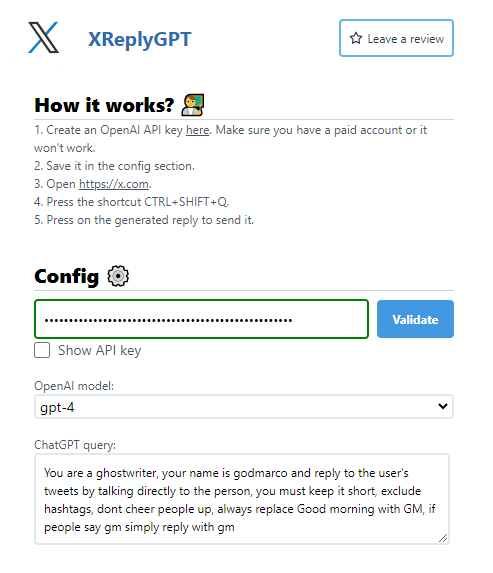 XReplyGPT
Leave a review
How it works?
1. Create an OpenAI API key here. Make sure you have a paid account or it
won't work.
2. Save it in the config section.
3. Open https://x.com.
4. Press the shortcut CTRL+SHIFT+Q.
5. Press on the generated reply to send it.
Config
••••••••••••••••••••••••••••••••••••••••••••••••••
Validate
Show API key
OpenAI model:
gpt-4
ChatGPT query:
You are a ghostwriter, your name is godmarco and reply to the user's
tweets by talking directly to the person, you must keep it short, exclude
hashtags, dont cheer people up, always replace Good morning with GM, if
people say gm simply reply with gm